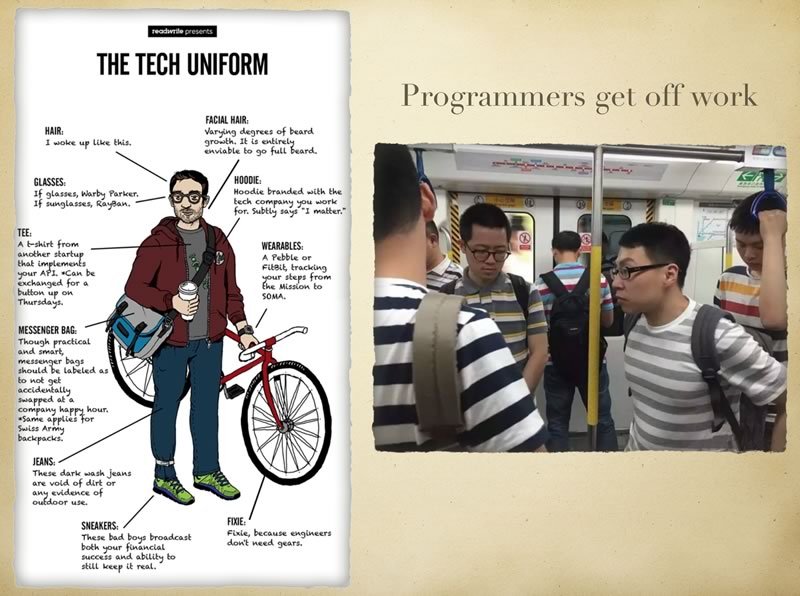 readwrite presents
THE TECH UNIFORM
HAIR:
I woke up like this.
FACIAL HAIR:
Varying degrees of beard
growth. It is entirely
enviable to go full beard.
GLASSES:
If glasses, Warby Parker.
If sunglasses, RayBan.
HOODIE:
Hoodie branded with the
tech company you work
for. Subtly says "I matter."
TEE:
A t-shirt from
another startup
that implements
your API. *Can be
exchanged for a
button up on
Thursdays.
WEARABLES:
A Pebble or
FitBit, tracking
your steps from
the Mission to
SOMA.
MESSENGER BAG:
Though practical
and smart,
messenger bags
should be labeled as
to not get
accidentally
swapped at a
company happy hour.
*Same applies for
Swiss Army
backpacks.
JEANS:
These dark wash jeans
are void of dirt or
any evidence of
outdoor use.
SNEAKERS:
These bad boys broadcast
both your financial
success and ability to
still keep it real.
FIXIE:
Fixie, because engineers
don't need gears.
Programmers get off work